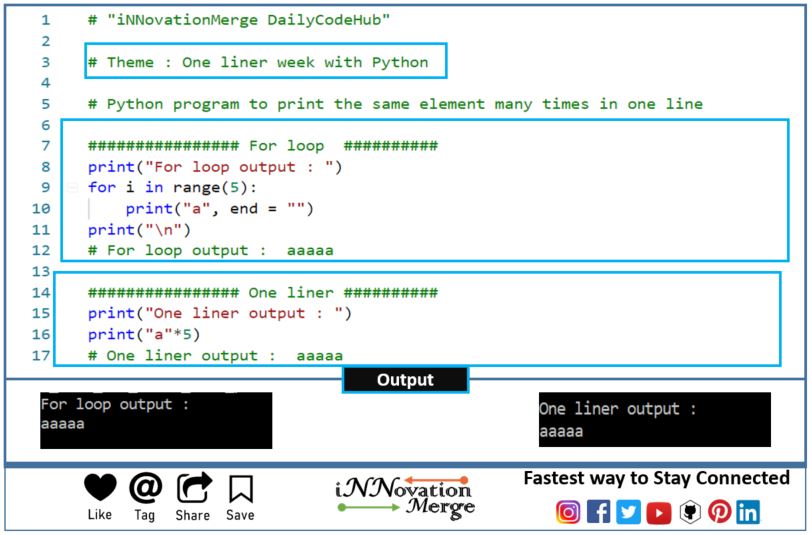 1 # "iNNovationMerge DailyCodeHub"
2
3 # Theme : One liner week with Python
4
5 # Python program to print the same element many times in one line
6
7 ################ For loop ##########
8 print("For loop output : ")
9 for i in range(5):
10 print("a", end = "")
11 print("\n")
12 # For loop output : aaaaa
13
14 ################ One liner ##########
15 print("One liner output : ")
16 print("a"*5)
17 # One liner output : aaaaa
Output
For loop output :
aaaaa
One liner output :
aaaaa
Like
Tag
Share
Save
iNNovation
Merge
Fastest way to Stay Connected